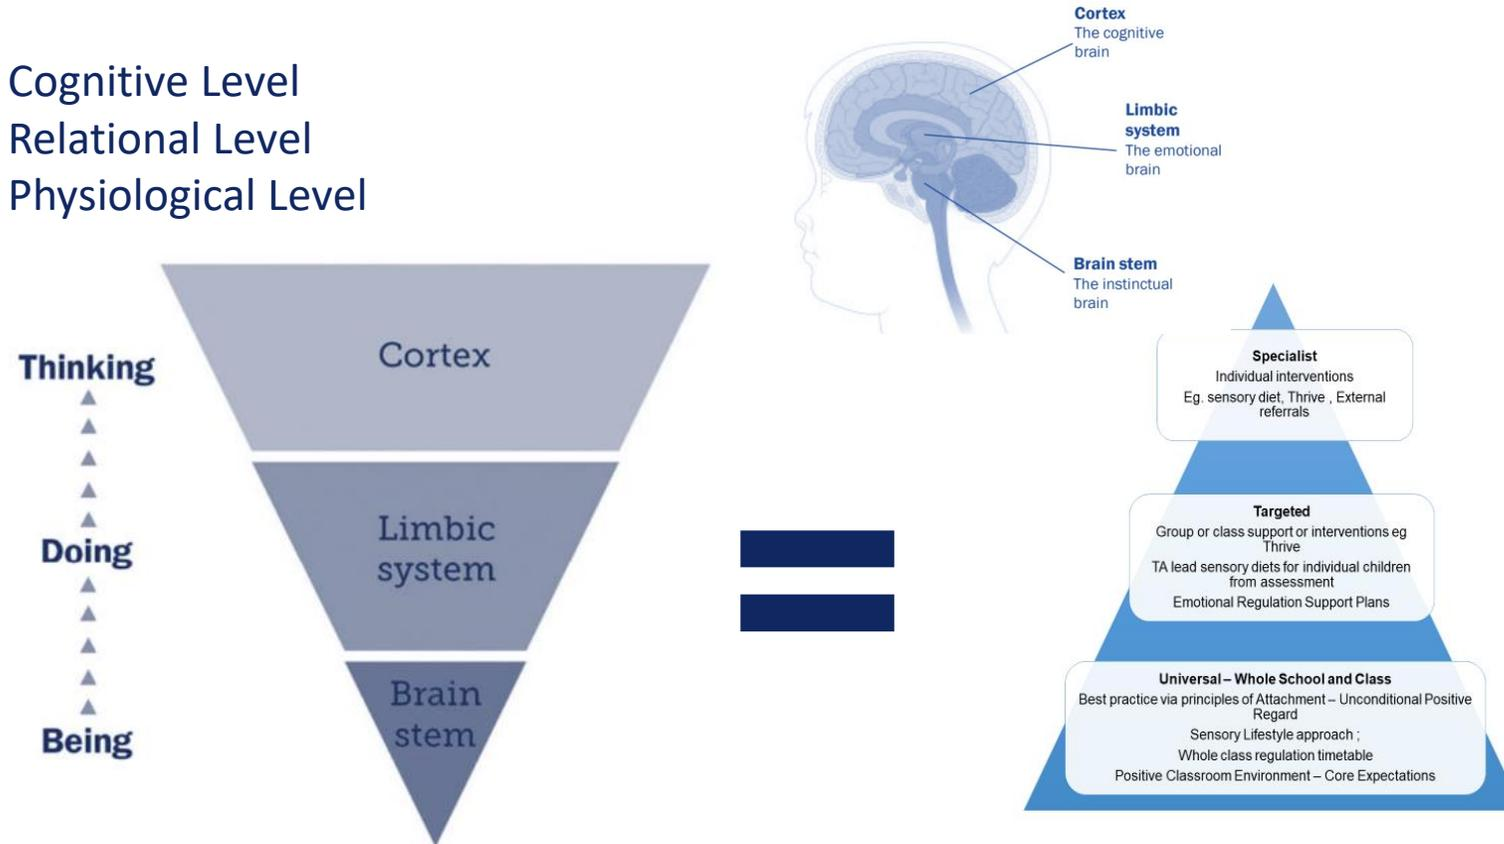 Cognitive Level
Relational Level
Physiological Level
Cortex
The cognitive
brain
Limbic
system
The emotional
brain
Brain stem
The instinctual
brain
Thinking
Doing
Being
Cortex
Limbic
system
Brain
stem
Specialist
Individual interventions
Eg. sensory diet, Thrive , External
referrals
Targeted
Group or class support or interventions eg
Thrive
TA lead sensory diets for individual children
from assessment
Emotional Regulation Support Plans
Universal – Whole School and Class
Best practice via principles of Attachment – Unconditional Positive
Regard
Sensory Lifestyle approach ;
Whole class regulation timetable
Positive Classroom Environment – Core Expectations